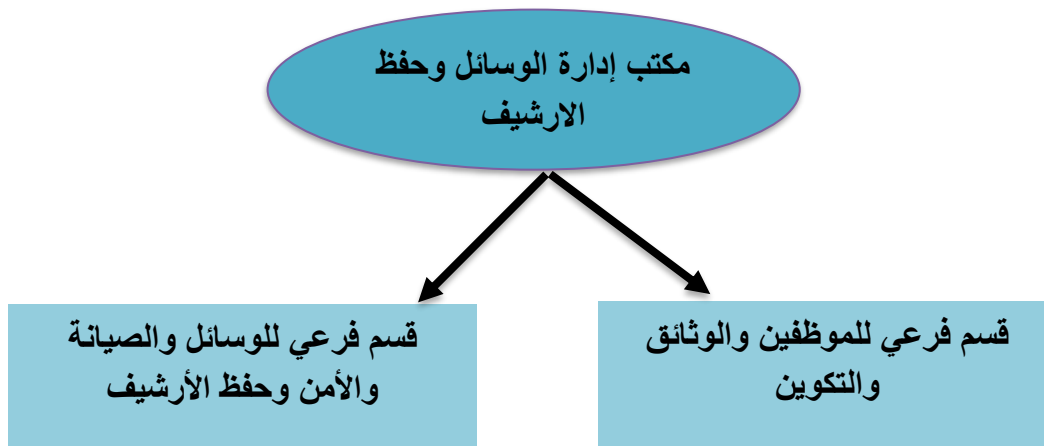 مكتب إدارة الوسائل وحفظ
الارشيف
قسم فرعي للموظفين والوثائق
والتكوين
قسم فرعي للوسائل والصيانة
والأمن وحفظ الأرشيف